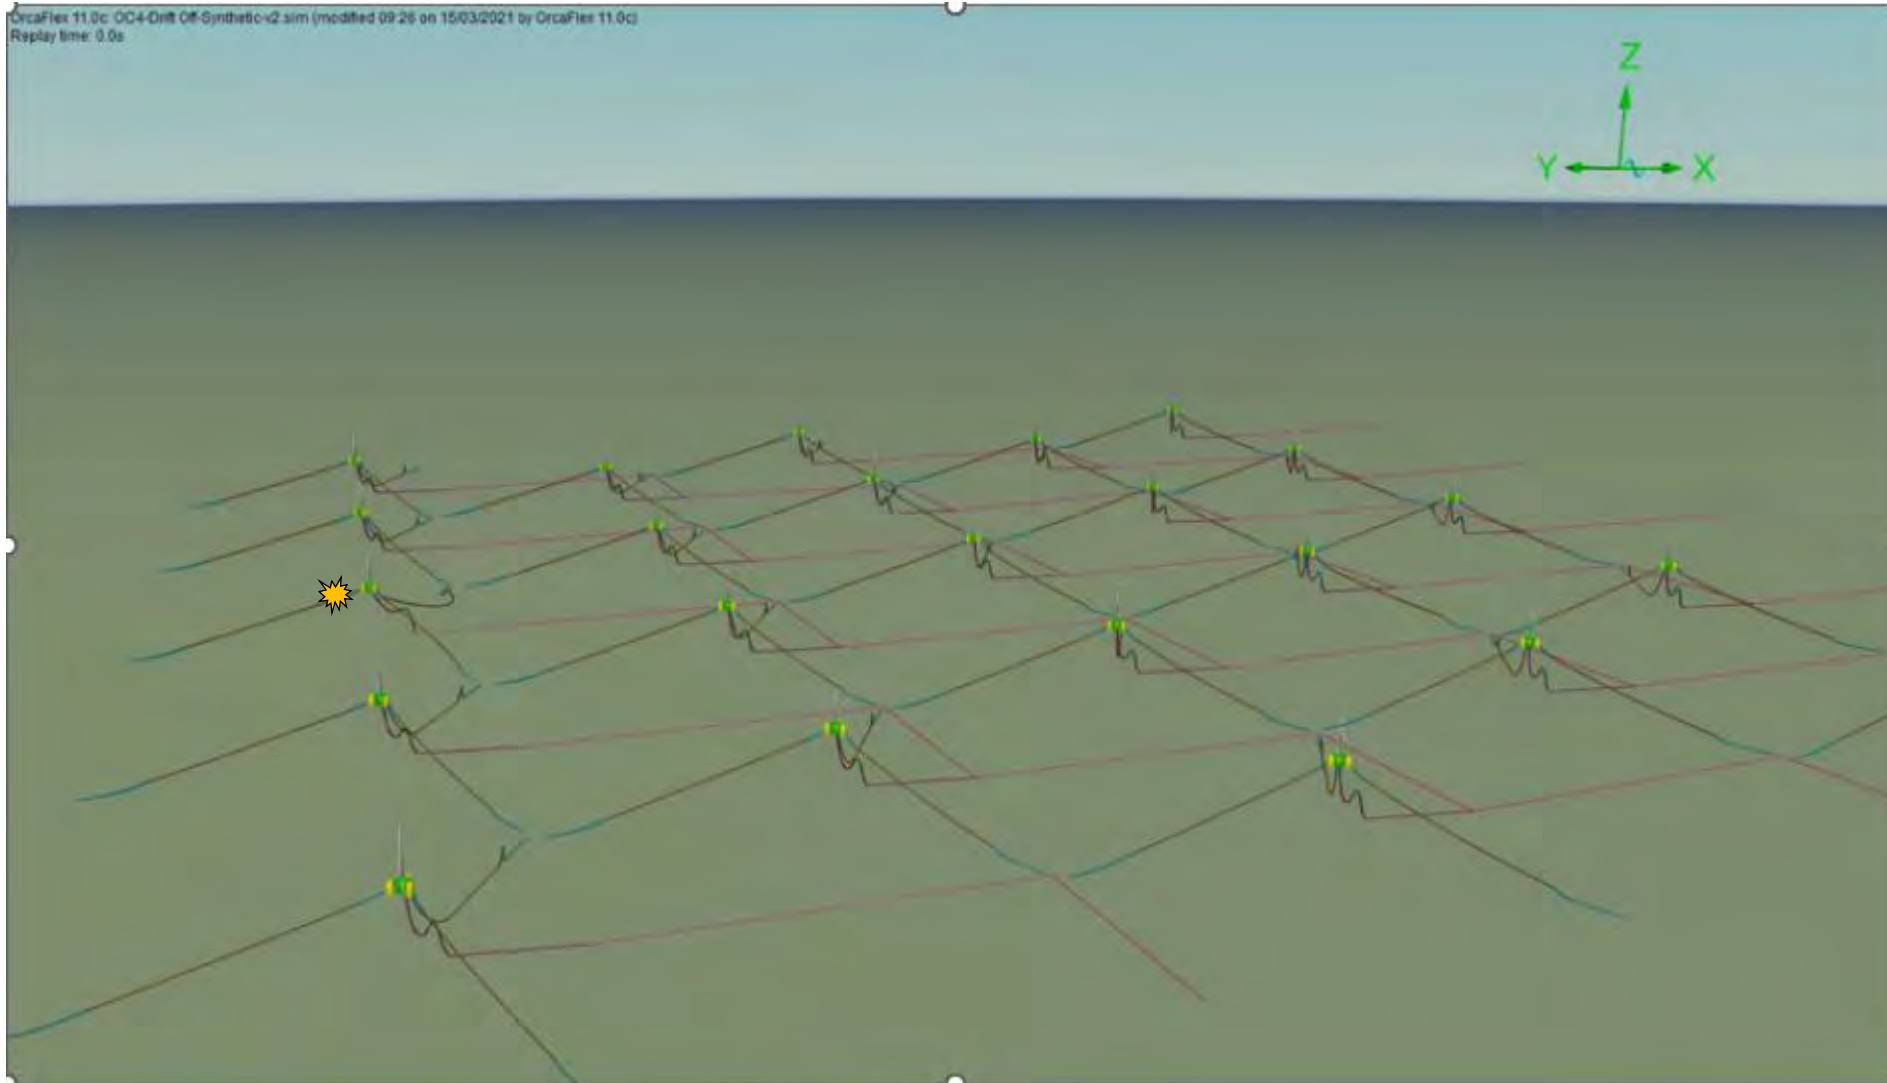 OrcaFlex 11.0c: OC4-Drift Off-Synthetic-v2.sim (modified 09:26 on 15/03/2021 by OrcaFlex 11.0c)
Replay time: 0.0s
Z
Y
X